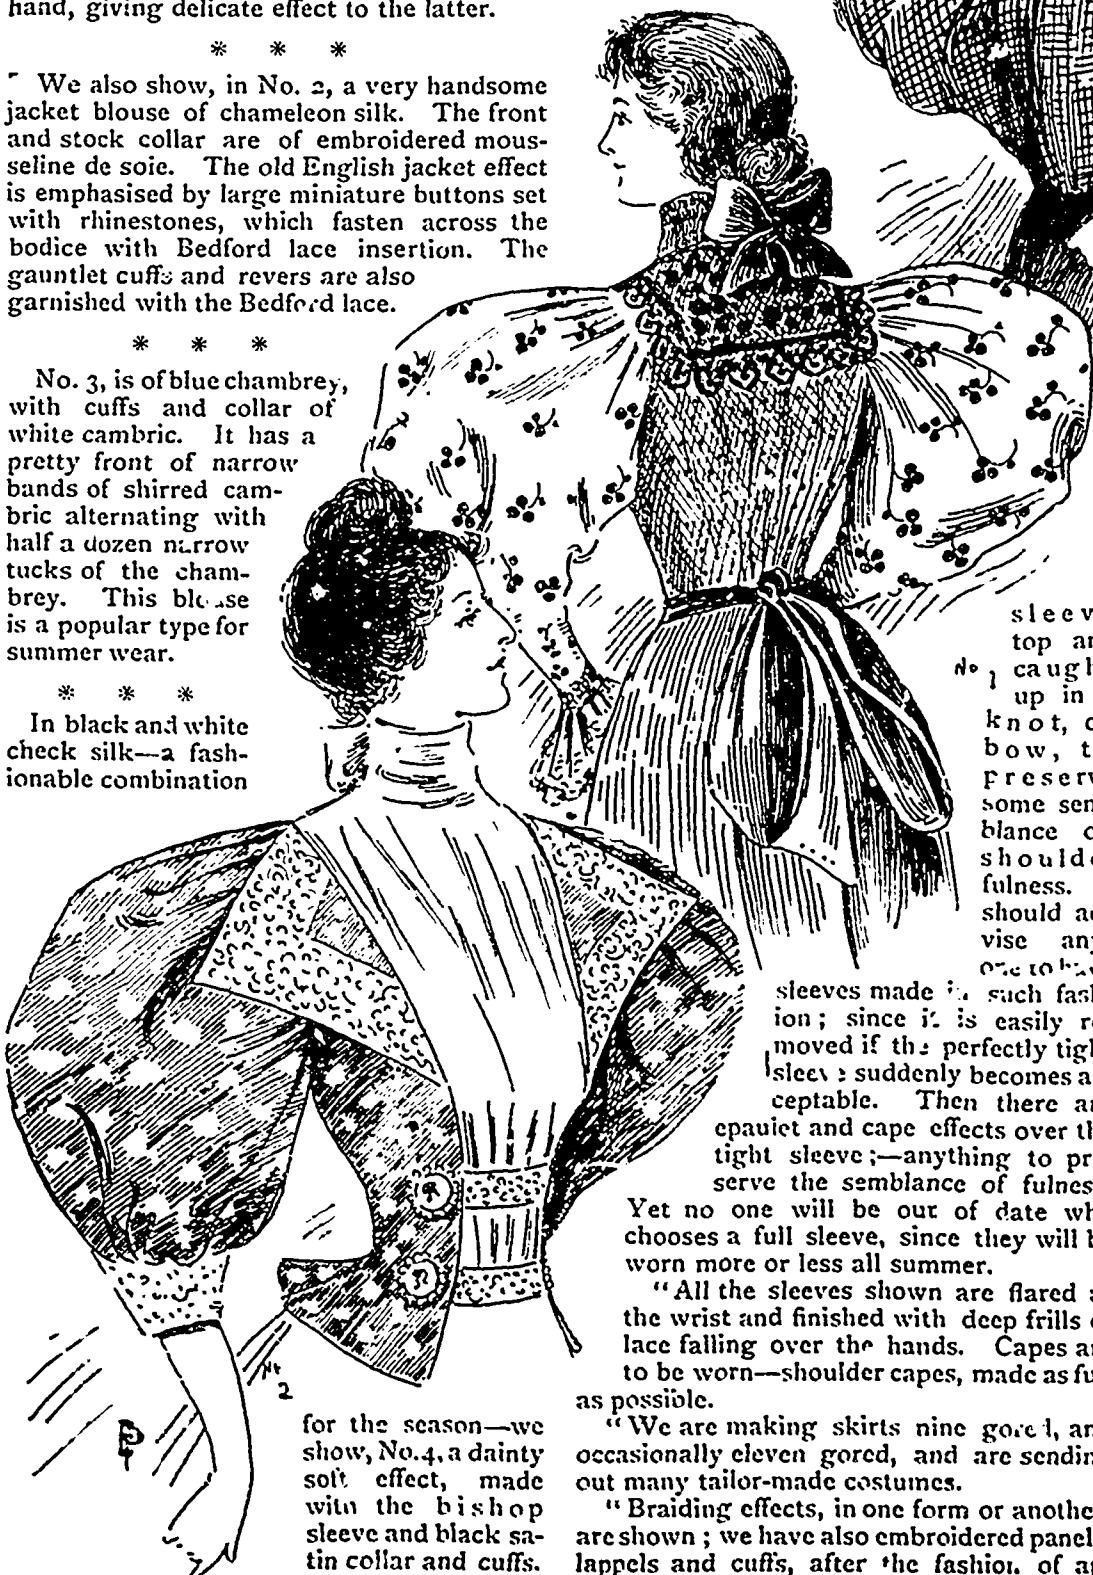 hand, giving delicate effect to the latter.
* * *
We also show, in No. 2, a very handsome
jacket blouse of chameleon silk. The front
and stock collar are of embroidered mous-
seline de soie. The old English jacket effect
is emphasised by large miniature buttons set
with rhinestones, which fasten across the
bodice with Bedford lace insertion. The
gauntlet cuffs and revers are also
garnished with the Bedford lace.
* * *
No. 3, is of blue chambrey,
with cuffs and collar of
white cambric. It has a
pretty front of narrow
bands of shirred cam-
bric alternating with
half a dozen narrow
tucks of the cham-
brey. This blouse
is a popular type for
summer wear.
* * *
In black and white
check silk—a fash-
ionable combination
for the season—we
show, No. 4, a dainty
soft effect, made
with the bishop
sleeve and black sa-
tin collar and cuffs.
No 1
No 2
sleev
top an
caugh
up in
knot, o
bow, t
preserv
some sem
blance o
shoulde
fulness.
should ad
vise any
one to
sleeves made in such fash
ion; since it is easily re
moved if the perfectly tigh
sleeve suddenly becomes a
ceptable. Then there ar
epaulet and cape effects over th
tight sleeve;—anything to pr
serve the semblance of fulnes
Yet no one will be out of date wh
chooses a full sleeve, since they will b
worn more or less all summer.
"All the sleeves shown are flared a
the wrist and finished with deep frills o
lace falling over the hands. Capes ar
to be worn—shoulder capes, made as fu
as possible.
"We are making skirts nine gored, an
occasionally eleven gored, and are sendin
out many tailor-made costumes.
"Braiding effects, in one form or anothe
are shown; we have also embroidered panel
lappels and cuffs, after the fashion of an